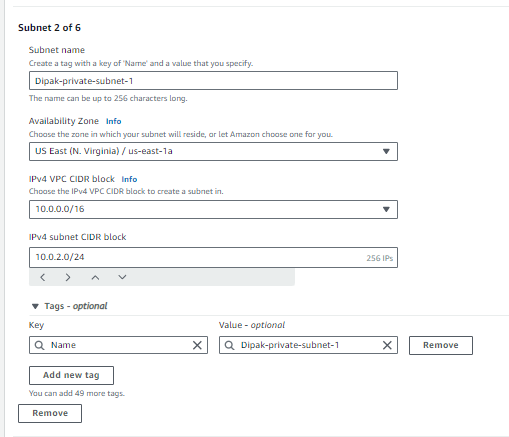 Subnet 2 of 6
Subnet name
Create a tag with a key of 'Name' and a value that you specify.
Dipak-private-subnet-1
The name can be up to 256 characters long.
Availability Zone Info
Choose the zone in which your subnet will reside, or let Amazon choose one for you.
US East (N. Virginia) / us-east-1a
IPv4 VPC CIDR block Info
Choose the IPv4 VPC CIDR block to create a subnet in.
10.0.0.0/16
IPv4 subnet CIDR block
10.0.2.0/24 256 IPs
Tags - optional
Key Value - optional
Name Dipak-private-subnet-1 Remove
Add new tag
You can add 49 more tags.
Remove